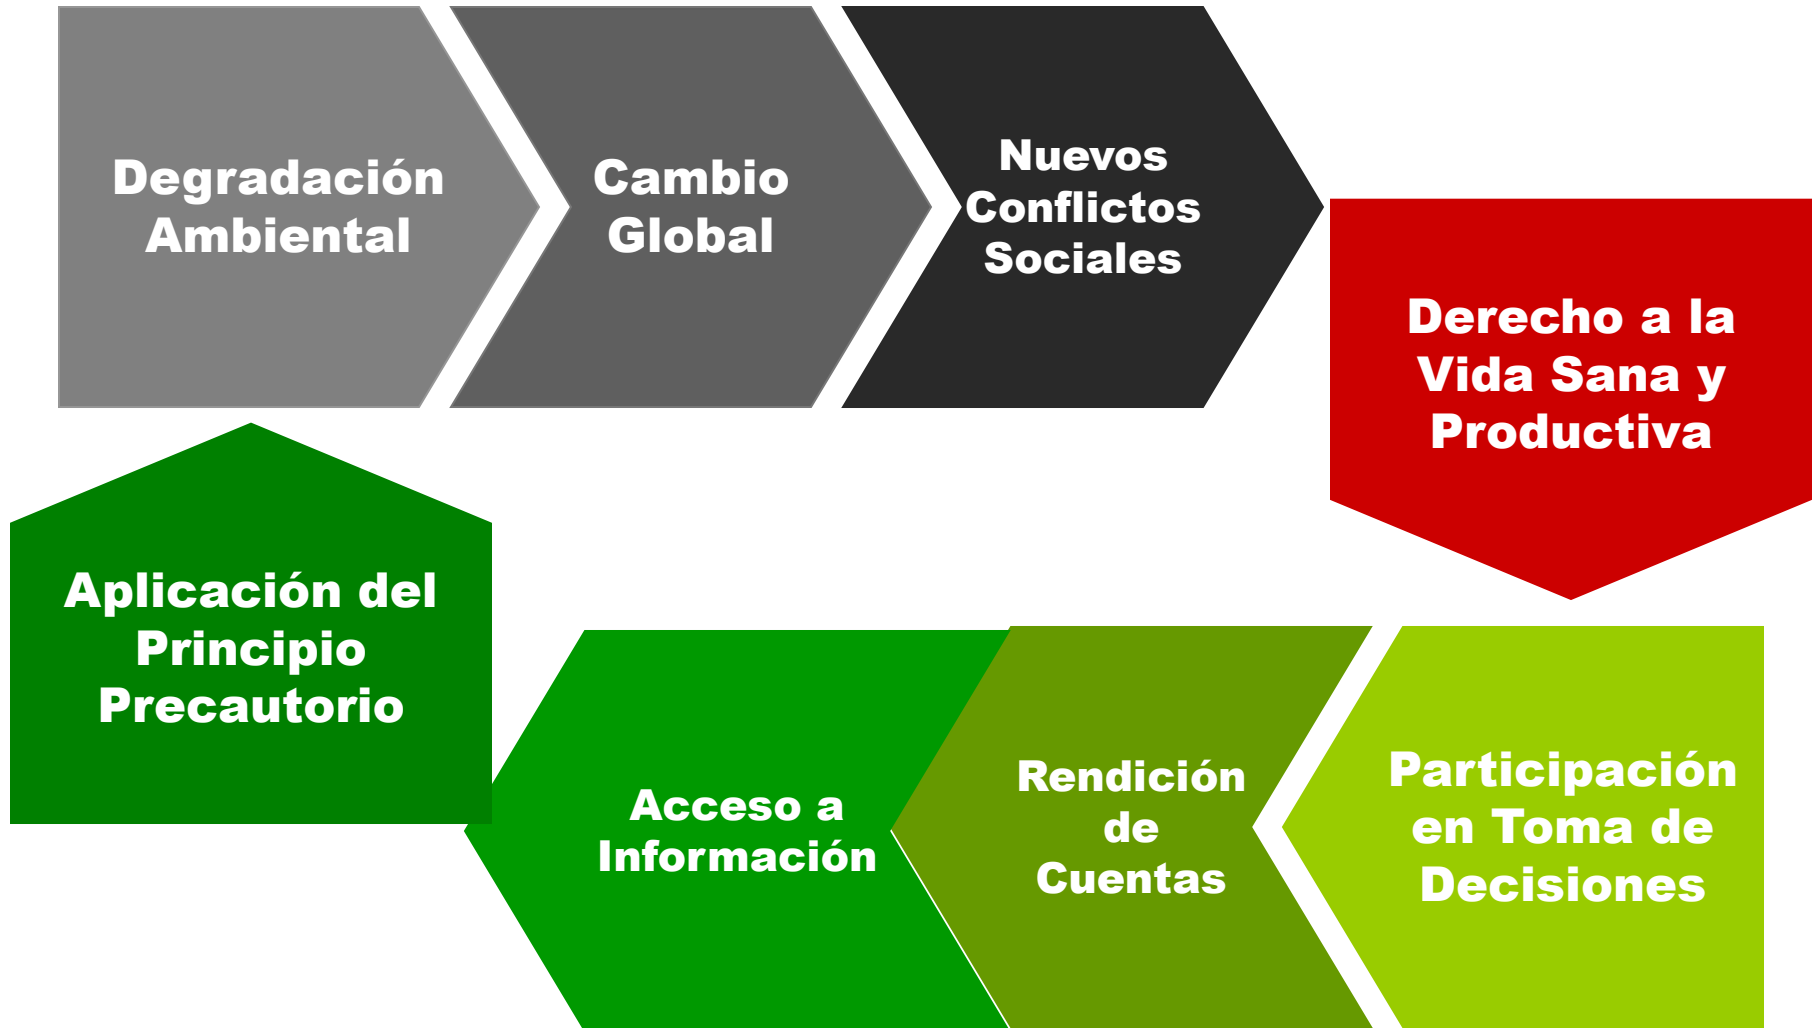 Degradación
Ambiental
Cambio
Global
Nuevos
Conflictos
Sociales
Derecho a la
Vida Sana y
Productiva
Participación
en Toma de
Decisiones
Rendición
de
Cuentas
Acceso a
Información
Aplicación del
Principio
Precautorio